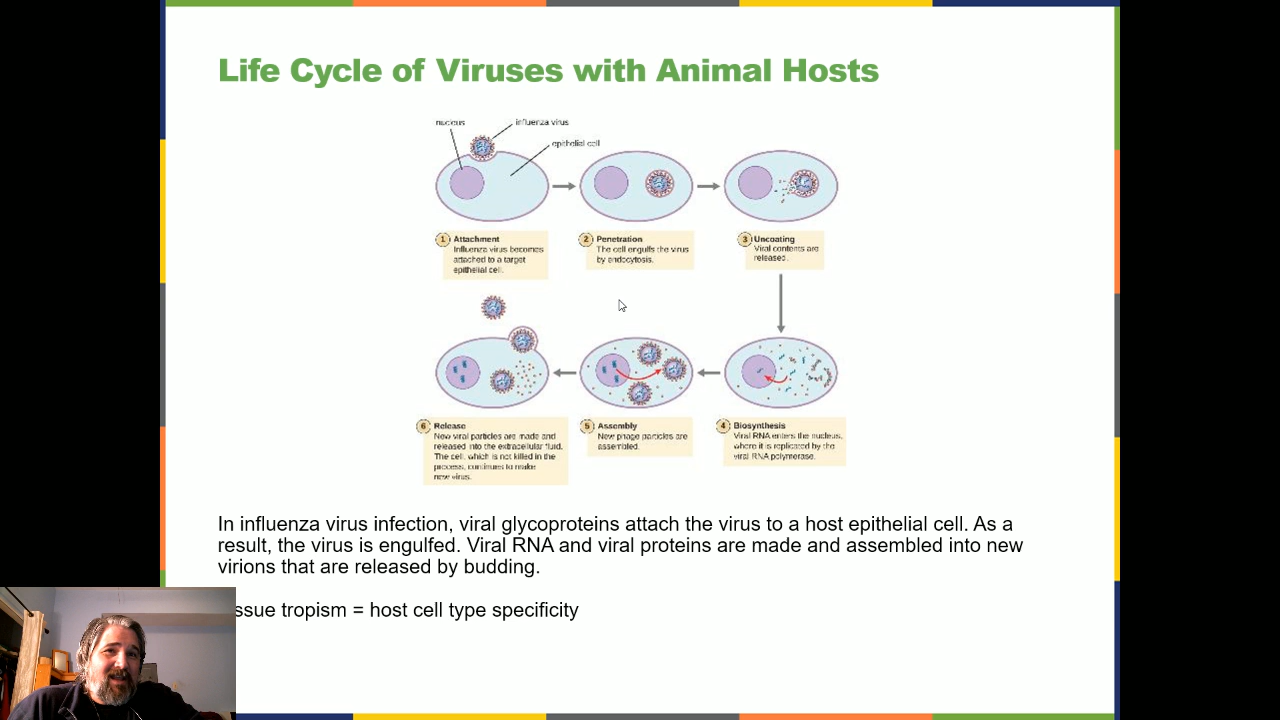 Life Cycle of Viruses with Animal Hosts
nucleus
influenza virus
epithelial cell
1 Attachment
Influenza virus becomes
attached to a target
epithelial cell.
2 Penetration
The cell engulfs the virus
by endocytosis.
3 Uncoating
Viral contents are
released.
6 Release
New viral particles are made and
released into the extracellular fluid.
The cell, which is not killed in the
process, continues to make
new virus.
5 Assembly
New phage particles are
assembled.
4 Biosynthesis
Viral RNA enters the nucleus,
where it is replicated by the
viral RNA polymerase.
In influenza virus infection, viral glycoproteins attach the virus to a host epithelial cell. As a
result, the virus is engulfed. Viral RNA and viral proteins are made and assembled into new
virions that are released by budding.
ssue tropism = host cell type specificity